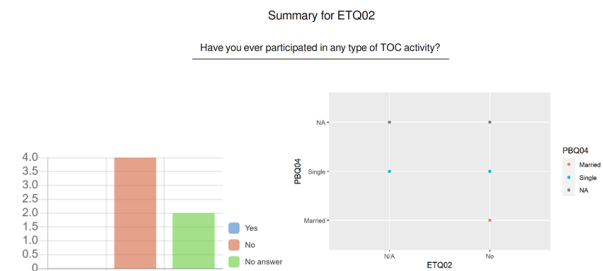 Summary for ETQ02
Have you ever participated in any type of TOC activity?
4.0
3.5
3.0
2.5
2.0
1.5
1.0
0.5
0
Yes
No
No answer
PBQ04
NA
Single
Married
N/A
No
ETQ02
PBQ04
Married
Single
NA